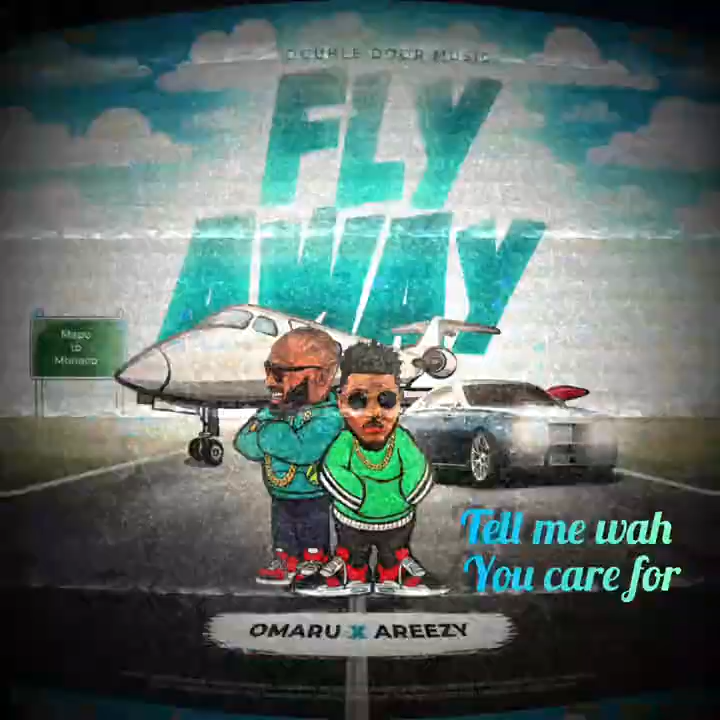 DOUBLE DOOR MUSIC
FLY
AWAY
Mapo
to
Monaco
Tell me wah
You care for
OMARU X AREEZY